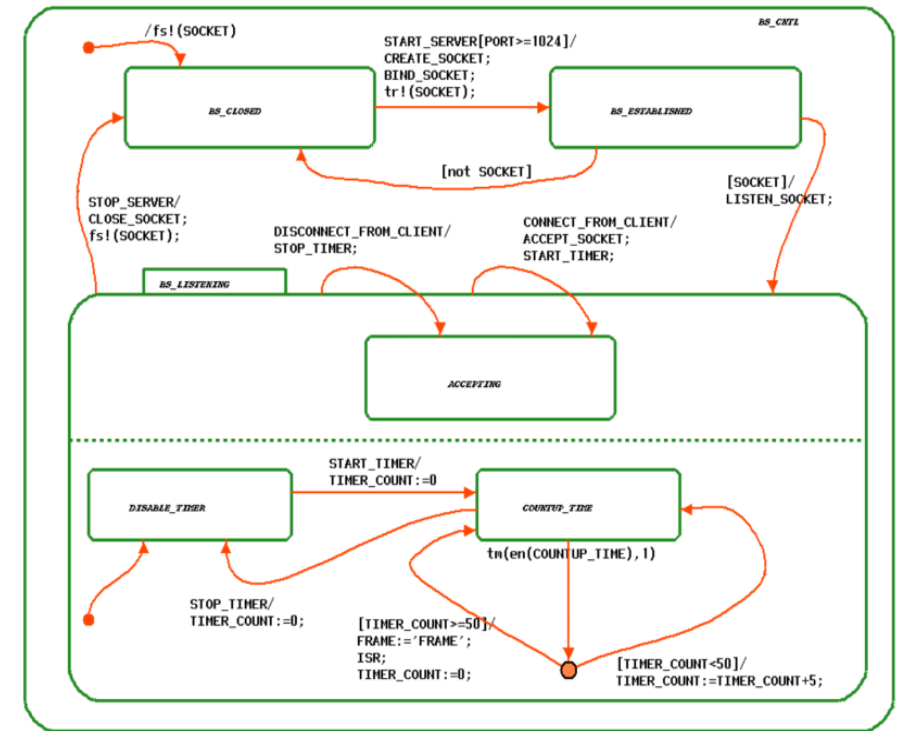 BS_CNTL
/fs!(SOCKET)
START_SERVER[PORT>=1024]/
CREATE_SOCKET;
BIND_SOCKET;
tr!(SOCKET);
BS_CLOSED
BS_ESTABLISHED
[not SOCKET]
[SOCKET]/
LISTEN_SOCKET;
STOP_SERVER/
CLOSE_SOCKET;
fs!(SOCKET);
DISCONNECT_FROM_CLIENT/
STOP_TIMER;
CONNECT_FROM_CLIENT/
ACCEPT_SOCKET;
START_TIMER;
BS_LISTENING
ACCEPTING
START_TIMER/
TIMER_COUNT:=0
DISABLE_TIMER
COUNTUP_TIME
tm(en(COUNTUP_TIME),1)
STOP_TIMER/
TIMER_COUNT:=0;
[TIMER_COUNT>=50]/
FRAME:='FRAME';
ISR;
TIMER_COUNT:=0;
[TIMER_COUNT<50]/
TIMER_COUNT:=TIMER_COUNT+5;